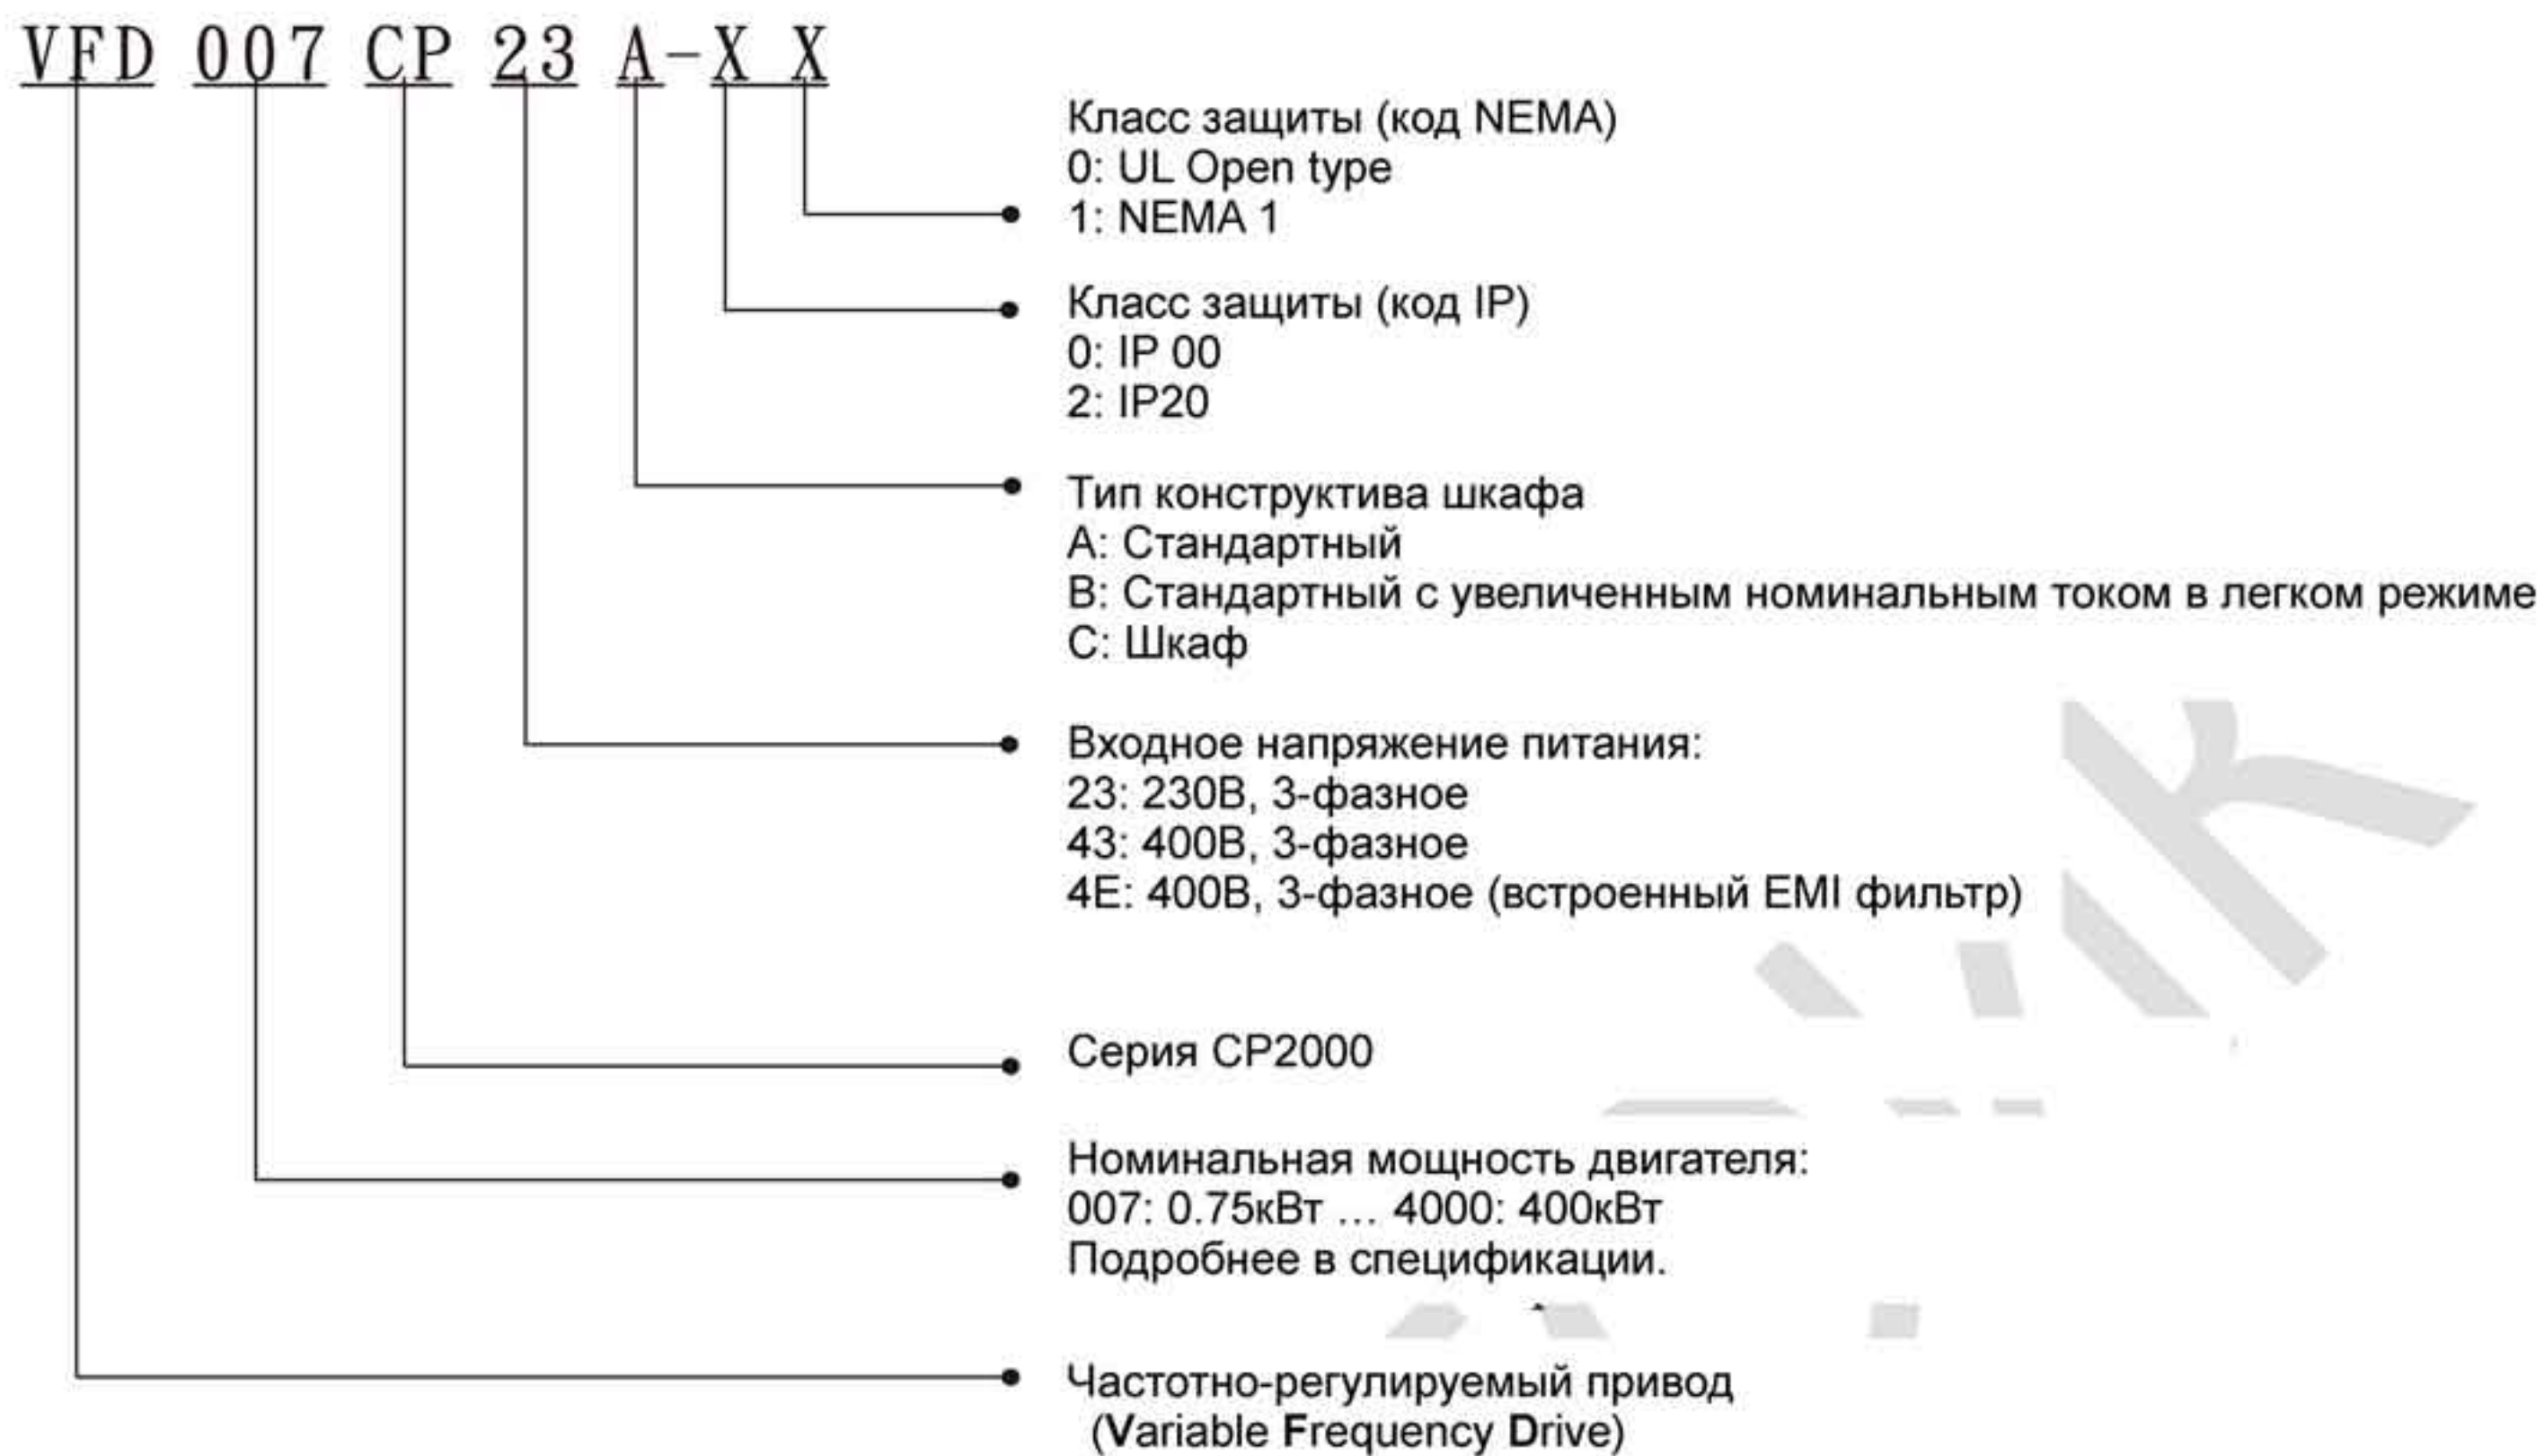 VFD 007 CP 23 A-X X
Класс защиты (код NEMA)
0: UL Open type
1: NEMA 1
Класс защиты (код IP)
0: IP 00
2: IP20
Тип конструктива шкафа
A: Стандартный
B: Стандартный с увеличенным номинальным током в легком режиме
C: Шкаф
Входное напряжение питания:
23: 230В, 3-фазное
43: 400В, 3-фазное
4E: 400В, 3-фазное (встроенный EMI фильтр)
Серия CP2000
Номинальная мощность двигателя:
007: 0.75кВт ... 4000: 400кВт
Подробнее в спецификации.
Частотно-регулируемый привод
(Variable Frequency Drive)